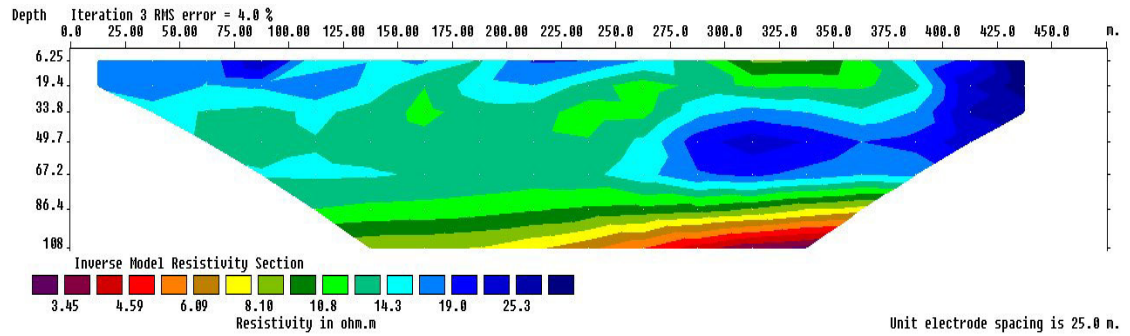 Depth Iteration 3 RMS error = 4.0 %
0.0 25.00 50.00 75.00 100.00 125.0 150.0 175.0 200.00 225.0 250.0 275.0 300.0 325.0 350.0 375.0 400.0 425.0 450.0 m.
6.25
19.4
33.8
49.7
67.2
86.4
108
Inverse Model Resistivity Section
3.45 4.59 6.09 8.10 10.8 14.3 19.0 25.3
Resistivity in ohm.m Unit electrode spacing is 25.0 m.